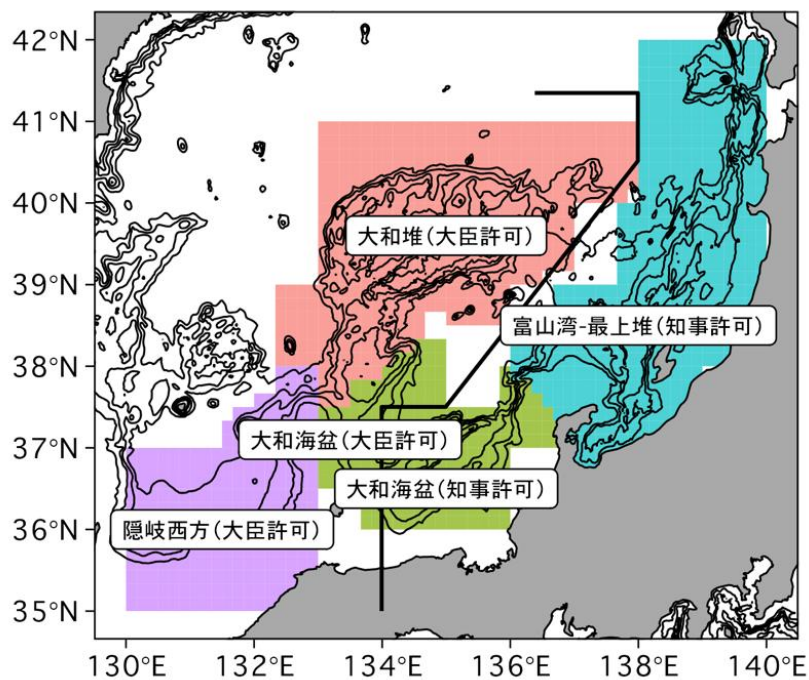 42°N
41°N
40°N
39°N
38°N
37°N
36°N
35°N
大和堆(大臣許可)
富山湾-最上堆(知事許可)
大和海盆(大臣許可)
大和海盆(知事許可)
隠岐西方(大臣許可)
130°E
132°E
134°E
136°E
138°E
140°E